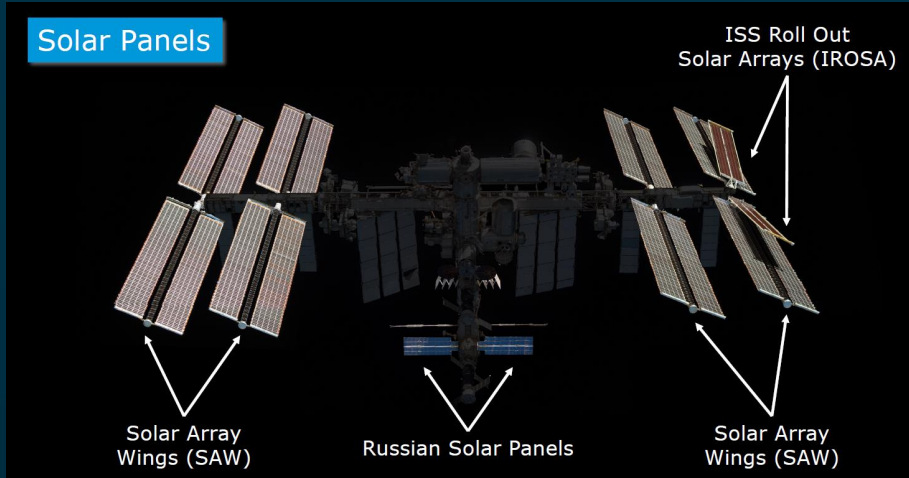 Solar Panels
ISS Roll Out
Solar Arrays (IROSA)
Solar Array
Wings (SAW)
Russian Solar Panels
Solar Array
Wings (SAW)